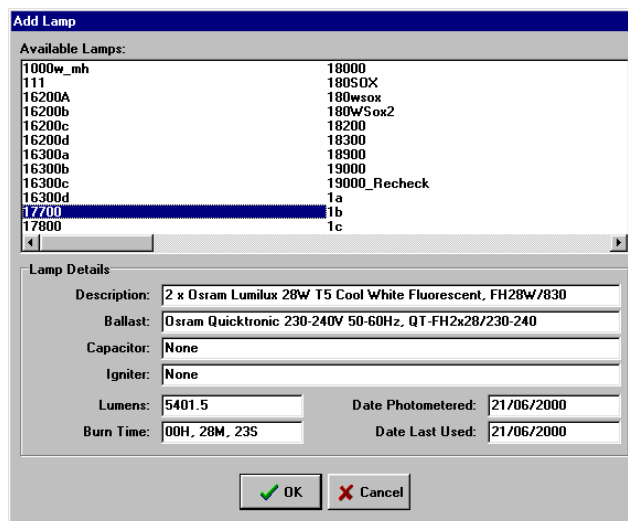 Add Lamp
Available Lamps:
1000w_mh 18000
111 180SOX
16200A 180wsox
16200b 180WSox2
16200c 18200
16200d 18300
16300a 18900
16300b 19000
16300c 19000_Recheck
16300d 1a
17700 1b
17800 1c
Lamp Details
Description: 2 x Osram Lumilux 28W T5 Cool White Fluorescent, FH28W/830
Ballast: Osram Quicktronic 230-240V 50-60Hz, QT-FH2x28/230-240
Capacitor: None
Igniter: None
Lumens: 5401.5 Date Photometered: 21/06/2000
Burn Time: 00H, 28M, 23S Date Last Used: 21/06/2000
OK Cancel